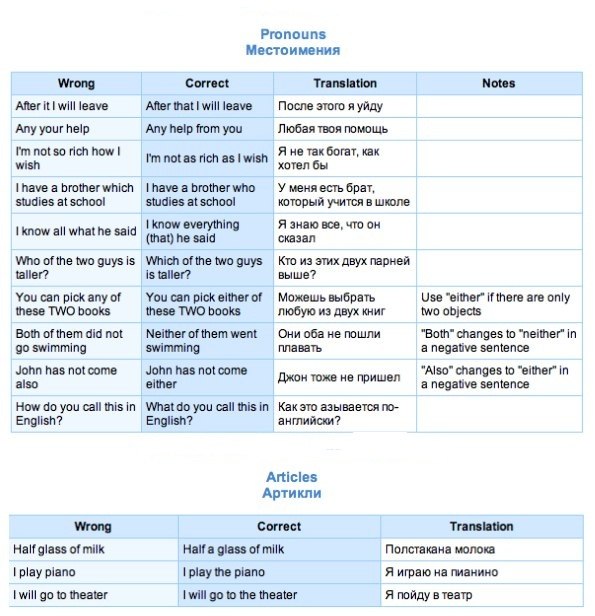 Pronouns
Местоимения
Wrong Correct Translation Notes
After it I will leave After that I will leave После этого я уйду
Any your help Any help from you Любая твоя помощь
I'm not so rich how I
wish I'm not as rich as I wish Я не так богат, как
хотел бы
I have a brother which
studies at school I have a brother who
studies at school У меня есть брат,
который учится в школе
I know all what he said I know everything
(that) he said Я знаю все, что он
сказал
Who of the two guys is
taller? Which of the two guys
is taller? Кто из этих двух парней
выше?
You can pick any of
these TWO books You can pick either of
these TWO books Можешь выбрать
любую из двух книг Use "either" if there are only
two objects
Both of them did not
go swimming Neither of them went
swimming Они оба не пошли
плавать "Both" changes to "neither" in
a negative sentence
John has not come
also John has not come
either Джон тоже не пришел "Also" changes to "either" in
a negative sentence
How do you call this in
English? What do you call this in
English? Как это азывается по-
английски?
Articles
Артикли
Wrong Correct Translation
Half glass of milk Half a glass of milk Полстакана молока
I play piano I play the piano Я играю на пианино
I will go to theater I will go to the theater Я пойду в театр